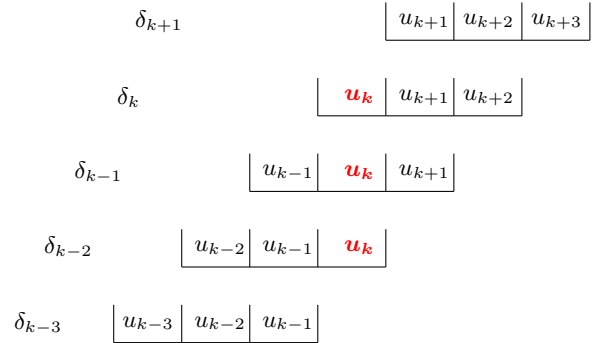 δ_{k+1} u_{k+1} u_{k+2} u_{k+3}
δ_k u_k u_{k+1} u_{k+2}
δ_{k−1} u_{k−1} u_k u_{k+1}
δ_{k−2} u_{k−2} u_{k−1} u_k
δ_{k−3} u_{k−3} u_{k−2} u_{k−1}